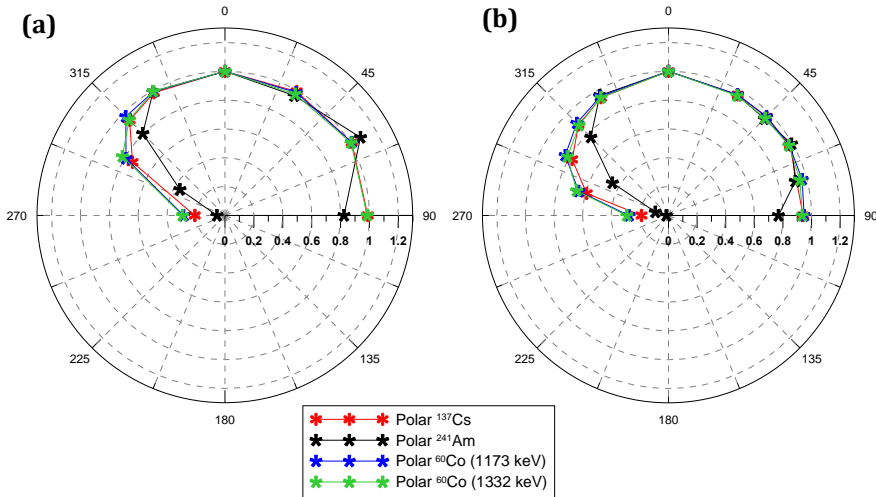 (a)
(b)
0
0
315
45
315
45
270
90
270
90
0 0.2 0.4 0.6 0.8 1 1.2
0 0.2 0.4 0.6 0.8 1 1.2
225
135
225
135
180
180
Polar ¹³⁷Cs
Polar ²⁴¹Am
Polar ⁶⁰Co (1173 keV)
Polar ⁶⁰Co (1332 keV)